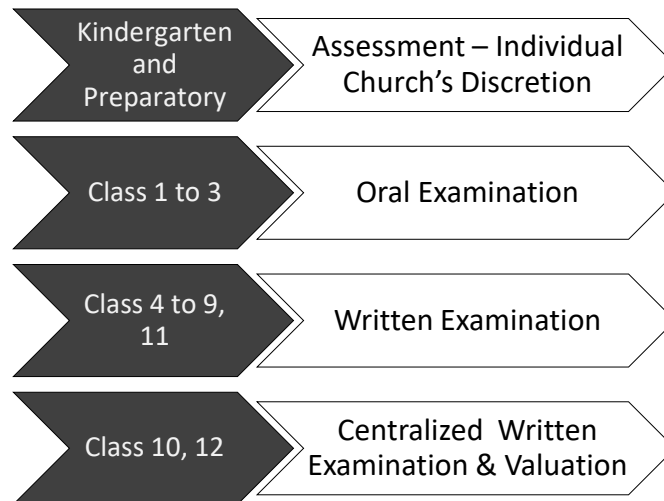 Kindergarten
and
Preparatory
Assessment – Individual
Church's Discretion
Class 1 to 3
Oral Examination
Class 4 to 9,
11
Written Examination
Class 10, 12
Centralized  Written
Examination & Valuation